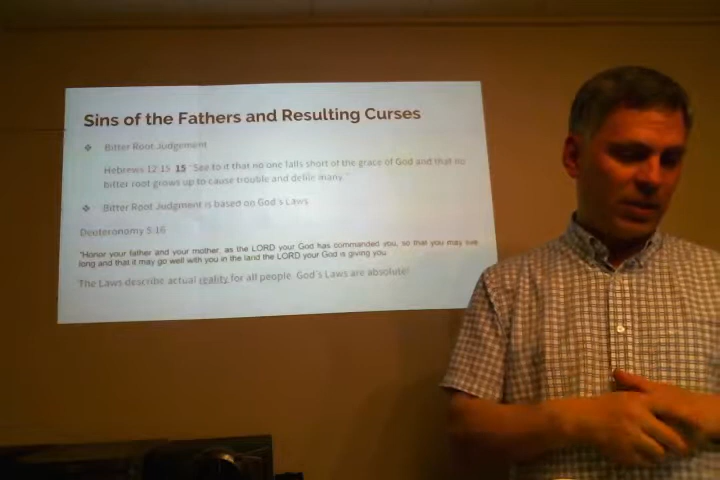 Sins of the Fathers and Resulting Curses
❖ Bitter Root Judgement
Hebrews 12:15 15 "See to it that no one falls short of the grace of God and that no
bitter root grows up to cause trouble and defile many."
❖ Bitter Root Judgment is based on God's Laws
Deuteronomy 5:16
"Honor your father and your mother, as the LORD your God has commanded you, so that you may live
long and that it may go well with you in the land the LORD your God is giving you.
The Laws describe actual reality for all people. God's Laws are absolute!